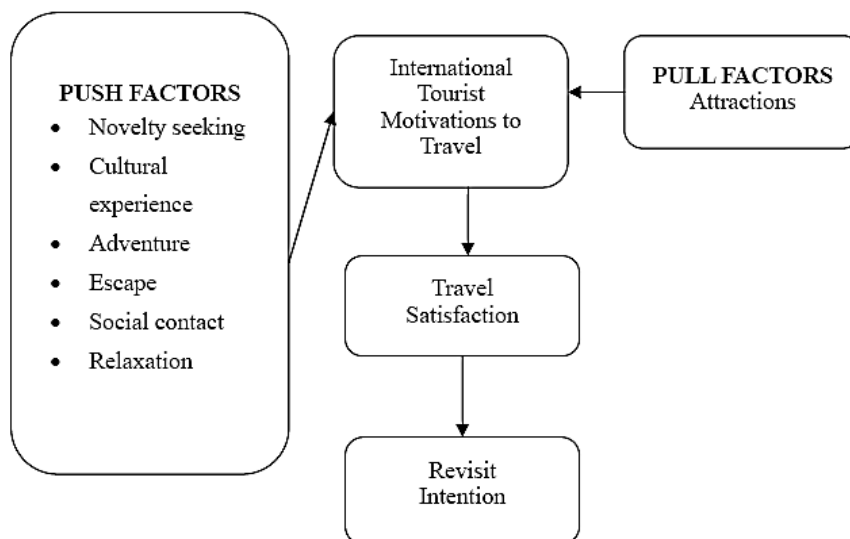 PUSH FACTORS
• Novelty seeking
• Cultural
experience
• Adventure
• Escape
• Social contact
• Relaxation
International
Tourist
Motivations to
Travel
PULL FACTORS
Attractions
Travel
Satisfaction
Revisit
Intention